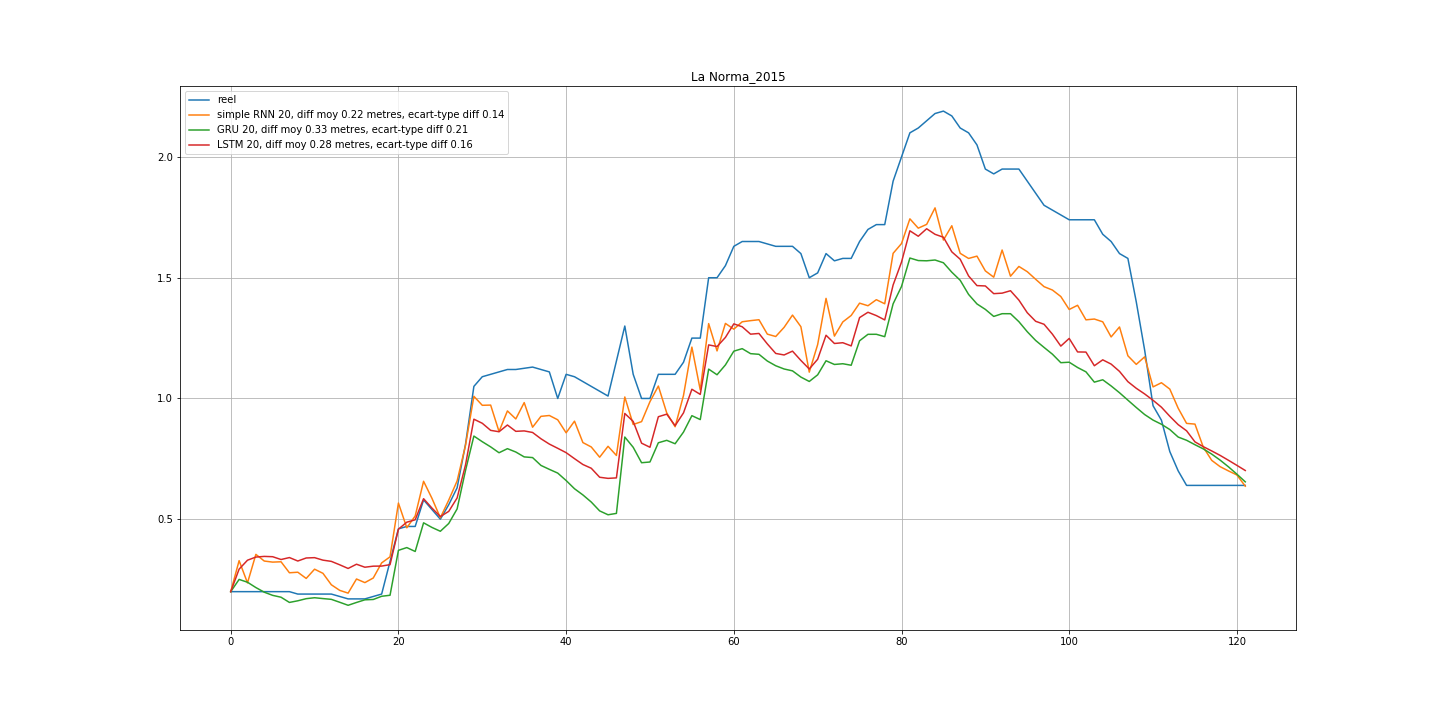 La Norma_2015
reel
simple RNN 20, diff moy 0.22 metres, ecart-type diff 0.14
GRU 20, diff moy 0.33 metres, ecart-type diff 0.21
LSTM 20, diff moy 0.28 metres, ecart-type diff 0.16
2.0
1.5
1.0
0.5
0 20 40 60 80 100 120